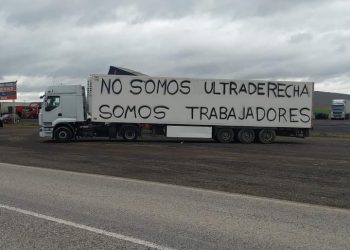 NO SOMOS ULTRADERECHA
SOMOS TRABAJADORES